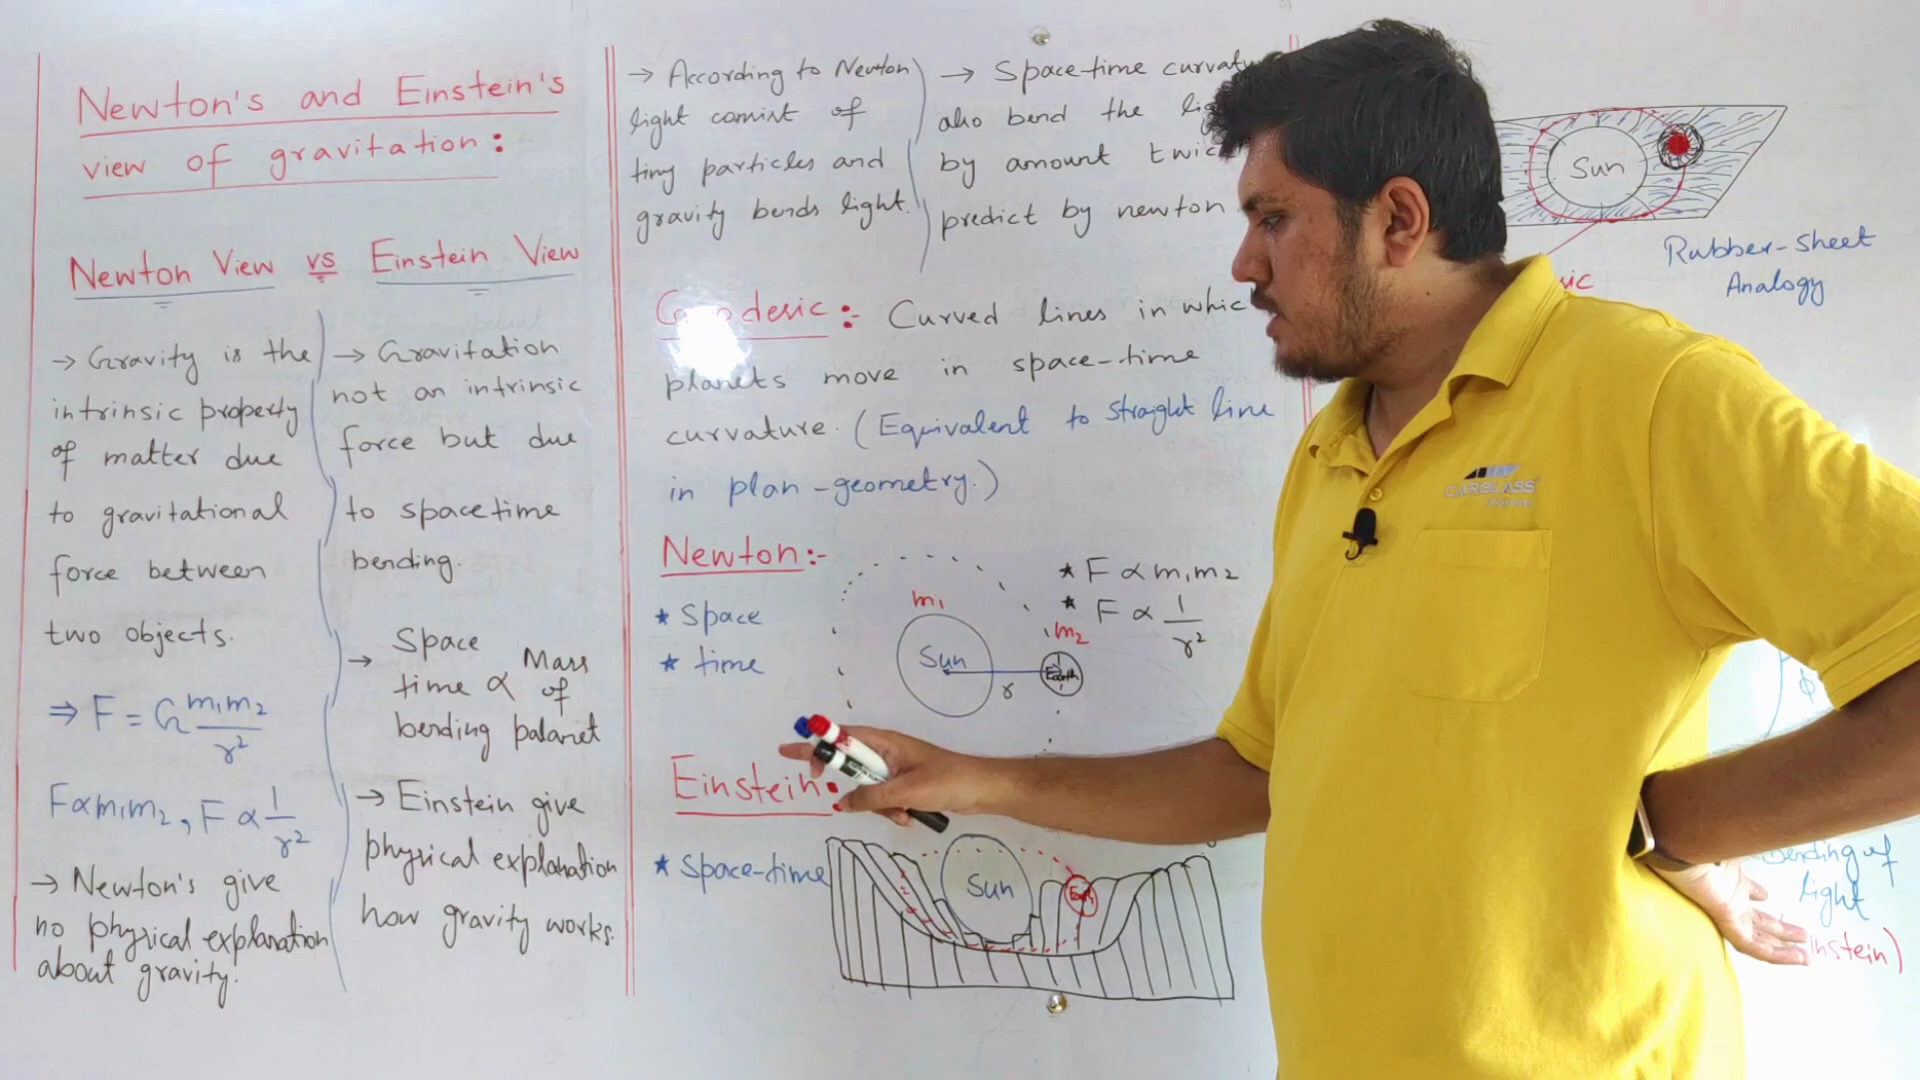 Newton's and Einstein's
view of gravitation:
Newton View vs Einstein View
→ Gravity is the
intrinsic property
of matter due
to gravitational
force between
two objects.
⇒ F = G m1m2/r²
F∝m1m2, F∝1/r²
→ Newton's give
no physical explanation
about gravity.
→ Gravitation
not an intrinsic
force but due
to spacetime
bending.
→ Space
time ∝ Mass of
bending palanet
→ Einstein give
physical explanation
how gravity works.
→ According to Newton
light consist of
tiny particles and
gravity bends light.
→ Space-time
also bend the
by amount
predict by newton
:- Curved lines in
planets move in space-time
curvature. (Equivalent to straight line
in plan-geometry.)
Newton:-
* Space
* time
m1
Sun
r
m2
Earth
* F ∝ m1m2
* F ∝ 1/r²
Einstein:
* Space-time
Sun
Earth
Sun
Rubber-sheet
Analogy
CARGLASS
ϕ
Bending of
light